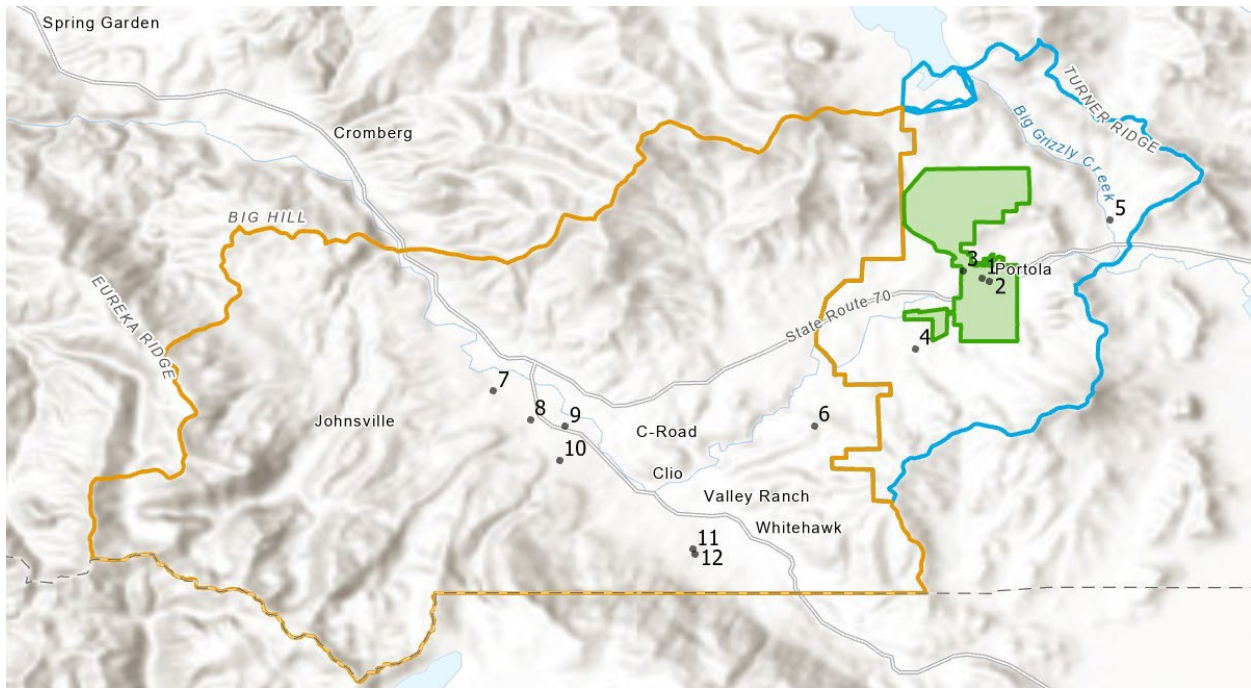 Spring Garden
Cromberg
TURNER RIDGE
Big Grizzly Creek
BIG HILL
5
3
1
Portola
2
EUREKA RIDGE
State Route 70
4
7
8
9
6
Johnsville
C-Road
10
Clio
Valley Ranch
Whitehawk
11
12